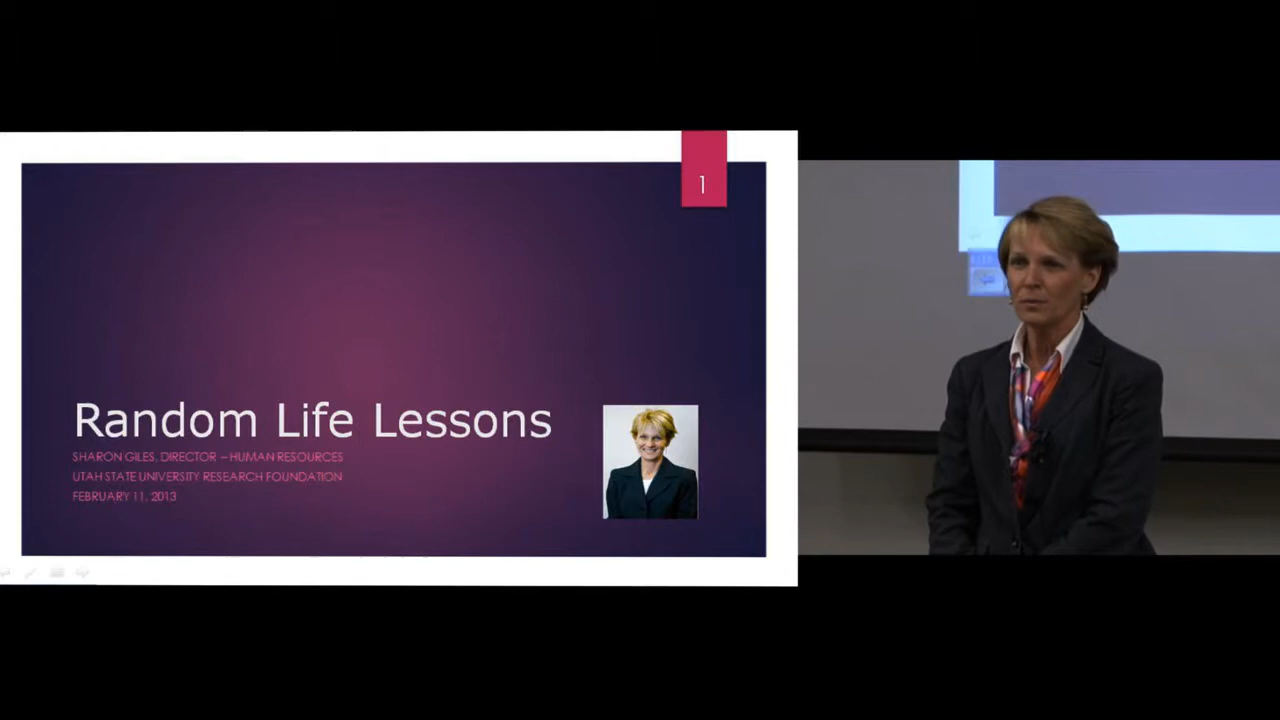 1
Random Life Lessons
SHARON GILES, DIRECTOR – HUMAN RESOURCES
UTAH STATE UNIVERSITY RESEARCH FOUNDATION
FEBRUARY 11, 2013